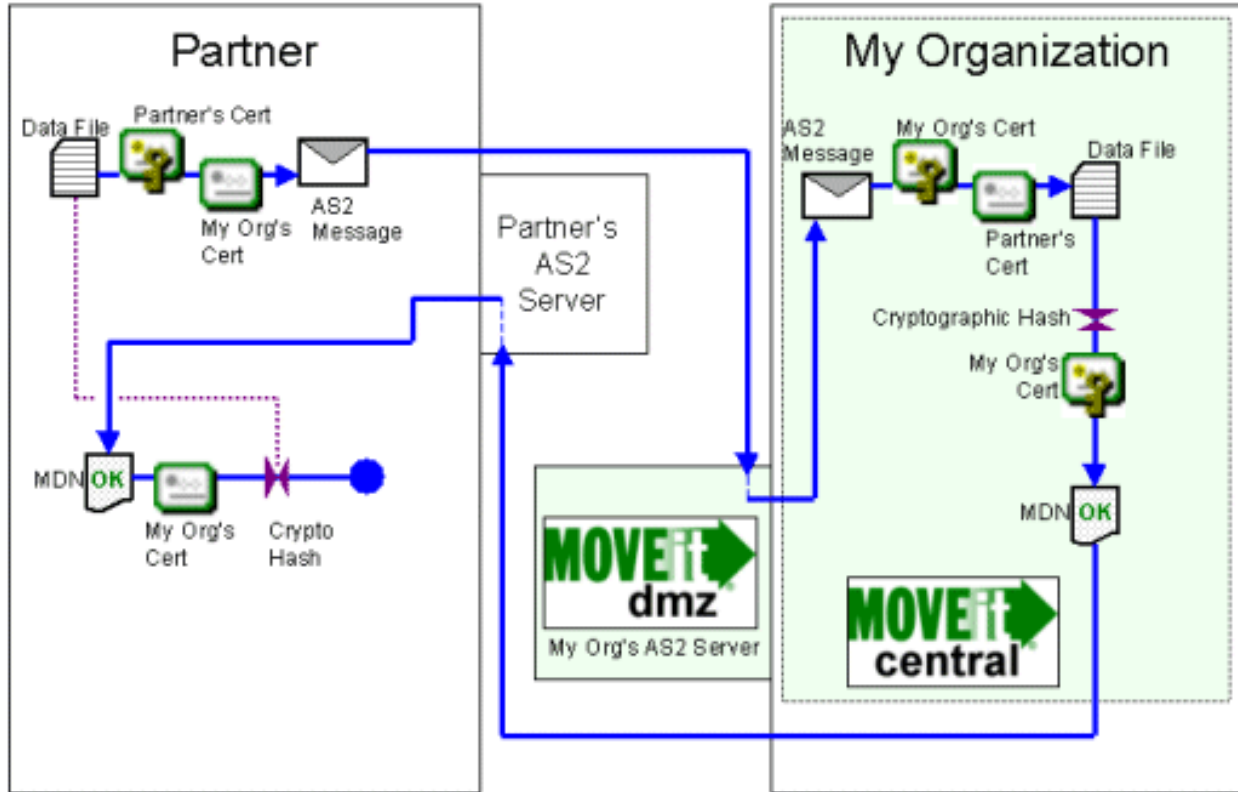 Partner
My Organization
Data File
Partner's Cert
My Org's
Cert
AS2
Message
Partner's
AS2
Server
AS2
Message
My Org's Cert
Partner's
Cert
Data File
Cryptographic Hash
My Org's
Cert
MDN OK
MDN OK
My Org's
Cert
Crypto
Hash
MOVEit
dmz
My Org's AS2 Server
MOVEit
central